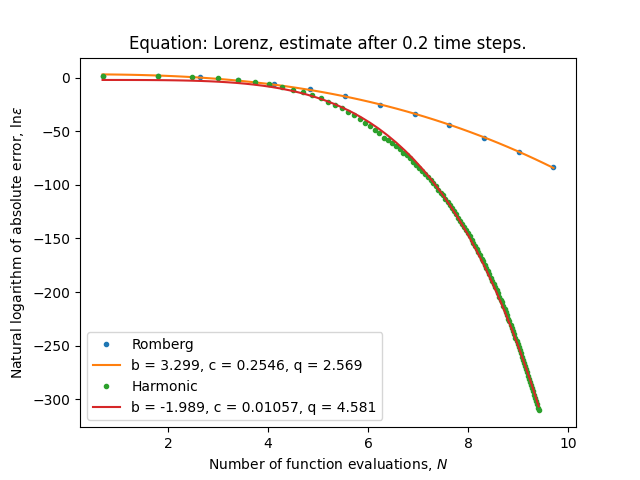 Equation: Lorenz, estimate after 0.2 time steps.
Natural logarithm of absolute error, lnε
0
−50
−100
−150
−200
−250
−300
Romberg
b = 3.299, c = 0.2546, q = 2.569
Harmonic
b = -1.989, c = 0.01057, q = 4.581
2 4 6 8 10
Number of function evaluations, N